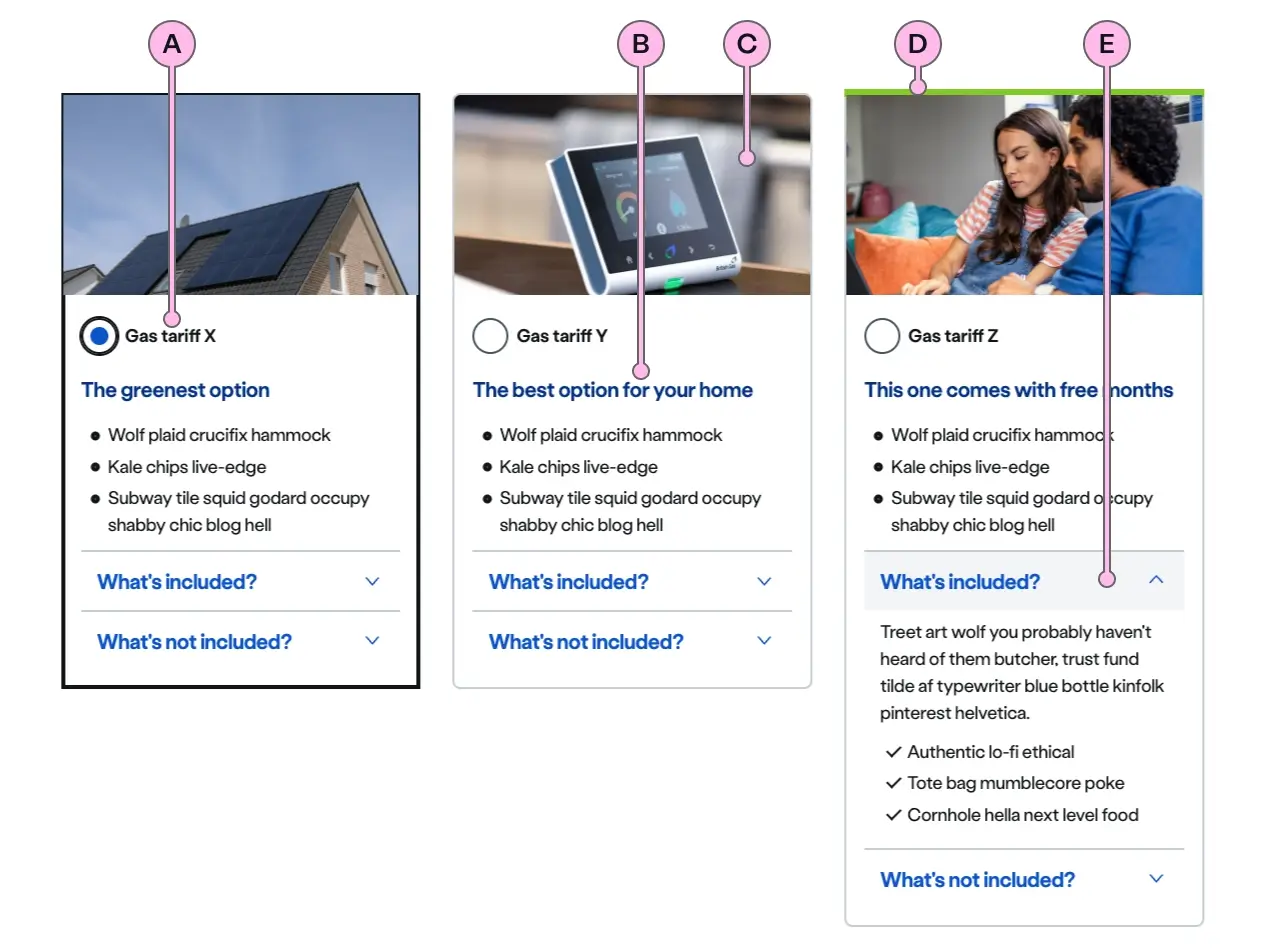 A
B
C
D
E
Gas tariff X
The greenest option
Wolf plaid crucifix hammock
Kale chips live-edge
Subway tile squid godard occupy
shabby chic blog hell
What's included?
What's not included?
Gas tariff Y
The best option for your home
Wolf plaid crucifix hammock
Kale chips live-edge
Subway tile squid godard occupy
shabby chic blog hell
What's included?
What's not included?
Gas tariff Z
This one comes with free months
Wolf plaid crucifix hammock
Kale chips live-edge
Subway tile squid godard occupy
shabby chic blog hell
What's included?
Treet art wolf you probably haven't
heard of them butcher, trust fund
tilde af typewriter blue bottle kinfolk
pinterest helvetica.
Authentic lo-fi ethical
Tote bag mumblecore poke
Cornhole hella next level food
What's not included?